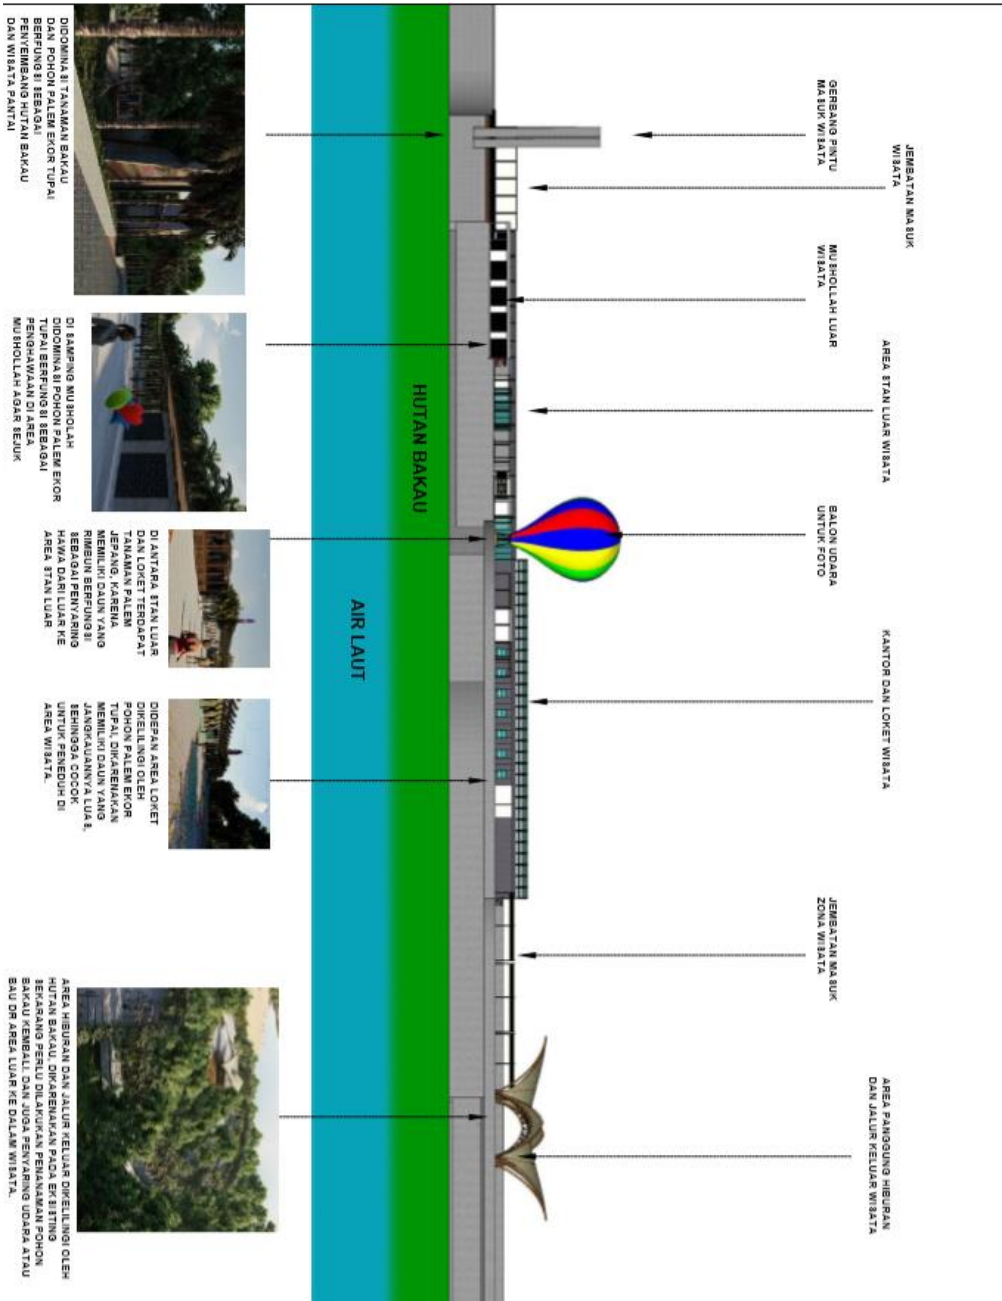 GERBANG PINTU
MASUK WISATA
JEMBATAN MASUK
WISATA
MUSHOLLAH LUAR
WISATA
AREA STAN LUAR WISATA
BALON UDARA
UNTUK FOTO
KANTOR DAN LOKET WISATA
JEMBATAN MASUK
ZONA WISATA
AREA PANGGUNG HIBURAN
DAN JALUR KELUAR WISATA
HUTAN BAKAU
AIR LAUT
DIDOMINASI TANAMAN BAKAU
DAN POHON PALEM EKOR TUPAI
BERFUNGSI SEBAGAI
PENYEIMBANG HUTAN BAKAU
DAN WISATA PANTAI
DI SAMPING MUSHOLAH
DIDOMINASI POHON PALEM EKOR
TUPAI BERFUNGSI SEBAGAI
PENGHAWAAN DI AREA
MUSHOLLAH AGAR SEJUK
DI ANTARA STAN LUAR
DAN LOKET TERDAPAT
TANAMAN PALEM
JEPANG, KARENA
MEMILIKI DAUN YANG
RIMBUN BERFUNGSI
SEBAGAI PENYARING
HAWA DARI LUAR KE
AREA STAN LUAR
DIDEPAN AREA LOKET
DIKELILINGI OLEH
POHON PALEM EKOR
TUPAI, DIKARENAKAN
MEMILIKI DAUN YANG
JANGKAUANNYA LUAS,
SEHINGGA COCOK
UNTUK PENEDUH DI
AREA WISATA.
AREA HIBURAN DAN JALUR KELUAR DIKELILINGI OLEH
HUTAN BAKAU, DIKARENAKAN PADA EKSISTING
SEKARANG PERLU DILAKUKAN PENANAMAN POHON
BAKAU KEMBALI. DAN JUGA PENYARING UDARA ATAU
BAU DR AREA LUAR KE DALAM WISATA.